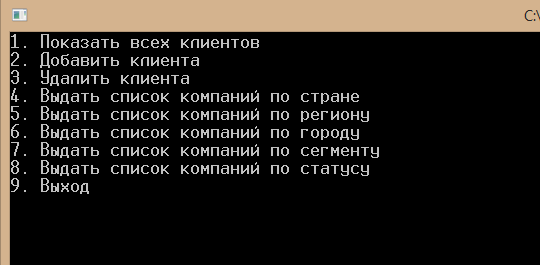 C:\
1. Показать всех клиентов
2. Добавить клиента
3. Удалить клиента
4. Выдать список компаний по стране
5. Выдать список компаний по региону
6. Выдать список компаний по городу
7. Выдать список компаний по сегменту
8. Выдать список компаний по статусу
9. Выход